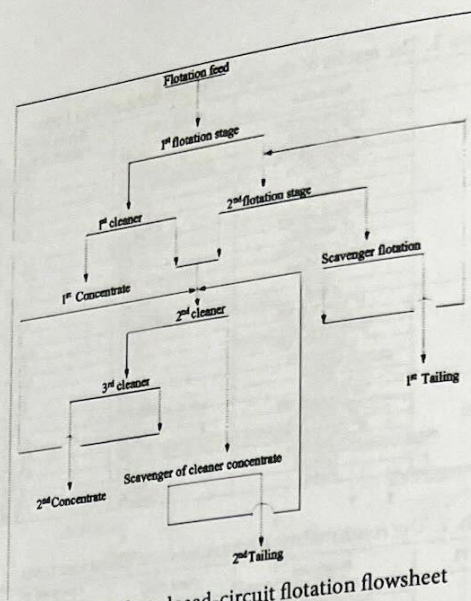 Flotation feed
1st flotation stage
2nd flotation stage
1st cleaner
Scavenger flotation
1st Concentrate
2nd cleaner
3rd cleaner
1st Tailing
Scavenger of cleaner concentrate
2nd Concentrate
2nd Tailing
circuit flotation flowsheet